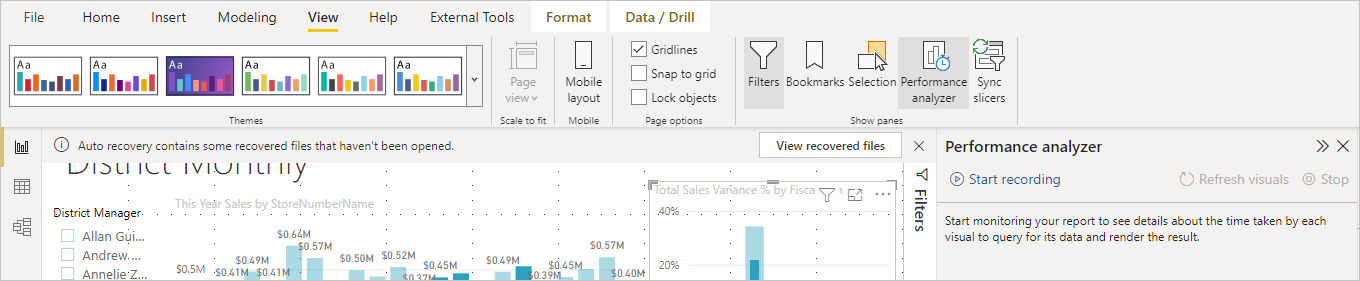 File Home Insert Modeling View Help External Tools Format Data / Drill
Aa Aa Aa Aa Aa Aa
Page view
Mobile layout
Gridlines
Snap to grid
Lock objects
Filters Bookmarks Selection Performance analyzer Sync slicers
Themes Scale to fit Mobile Page options Show panes
Auto recovery contains some recovered files that haven't been opened. View recovered files
Performance analyzer
Start recording Refresh visuals Stop
Start monitoring your report to see details about the time taken by each
visual to query for its data and render the result.
Filters
District Monthly
District Manager
Allan Gui...
Andrew ...
Annelie Z...
This Year Sales by StoreNumberName
$0.5M
$0.41M $0.49M $0.41M $0.64M $0.57M $0.50M $0.52M $0.37M $0.45M $0.49M $0.39M $0.45M $0.57M $0.40M
Total Sales Variance % by Fisca
40%
20%